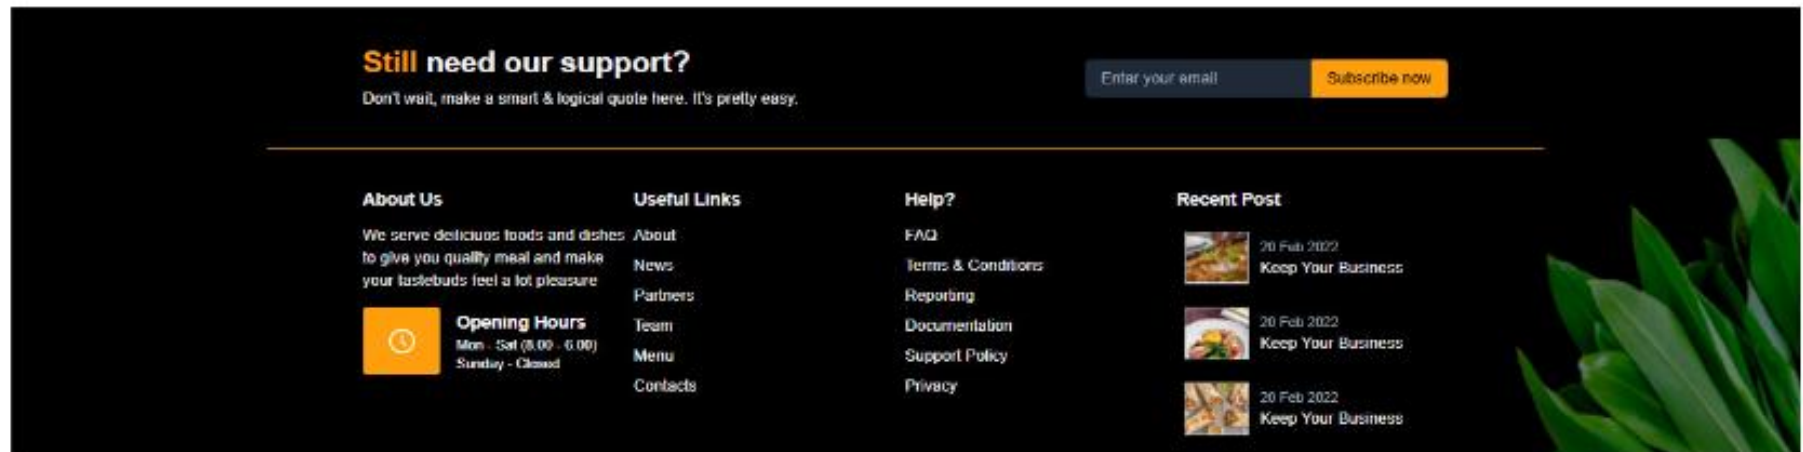 Still need our support?
Don't wait, make a smart & logical quote here. It's pretty easy.
Enter your email
Subscribe now
About Us
We serve deiliciuos foods and dishes
to give you quality meal and make
your tastebuds feel a lot pleasure
Opening Hours
Mon - Sat (8.00 - 6.00)
Sunday - Closed
Useful Links
About
News
Partners
Team
Menu
Contacts
Help?
FAQ
Terms & Conditions
Reporting
Documentation
Support Policy
Privacy
Recent Post
20 Feb 2022
Keep Your Business
20 Feb 2022
Keep Your Business
20 Feb 2022
Keep Your Business